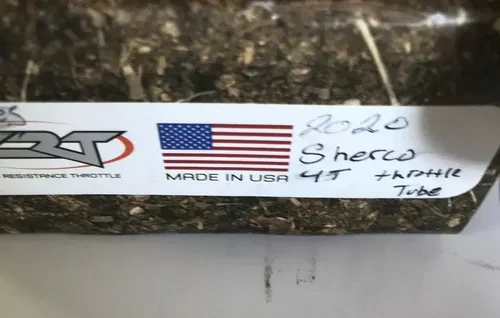 RESISTANCE THROTTLE
MADE IN USA
2020
Sherco
4T throttle
Tube